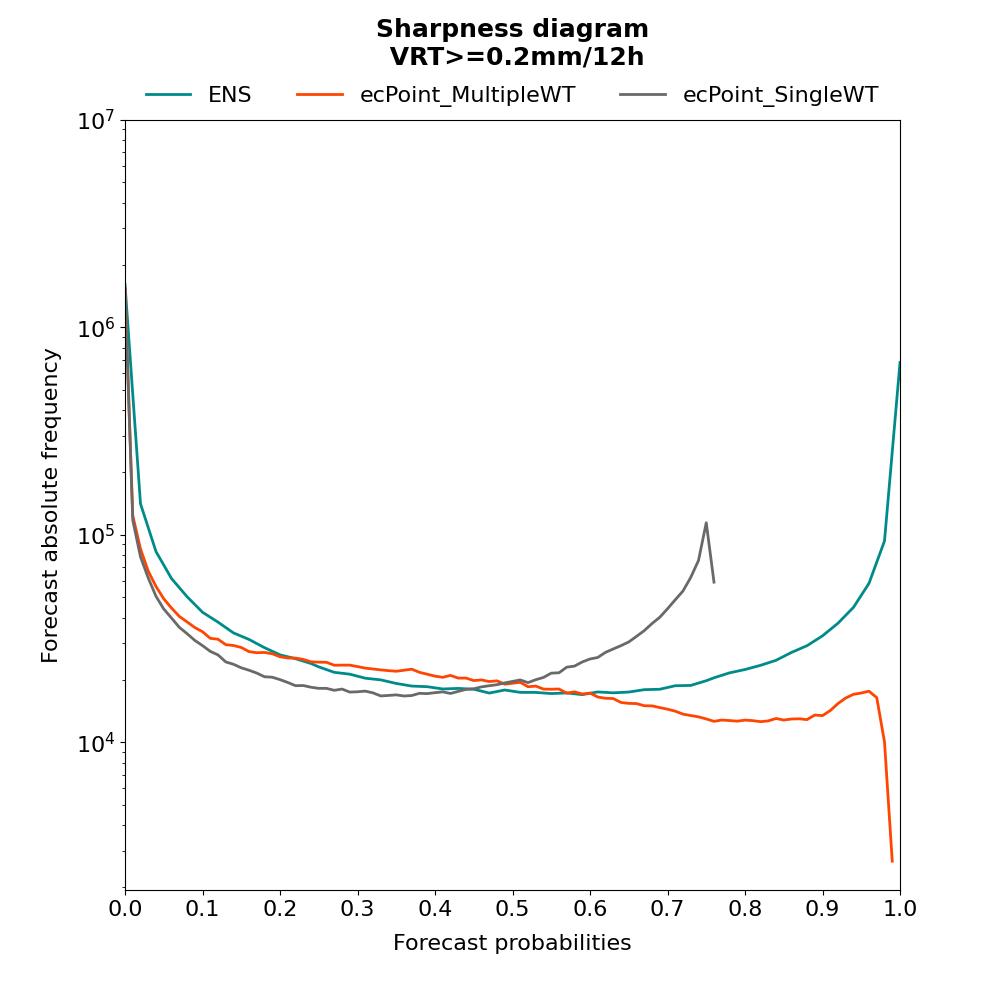 Sharpness diagram
VRT>=0.2mm/12h
ENS ecPoint_MultipleWT ecPoint_SingleWT
10⁷
10⁶
10⁵
10⁴
Forecast absolute frequency
0.0 0.1 0.2 0.3 0.4 0.5 0.6 0.7 0.8 0.9 1.0
Forecast probabilities